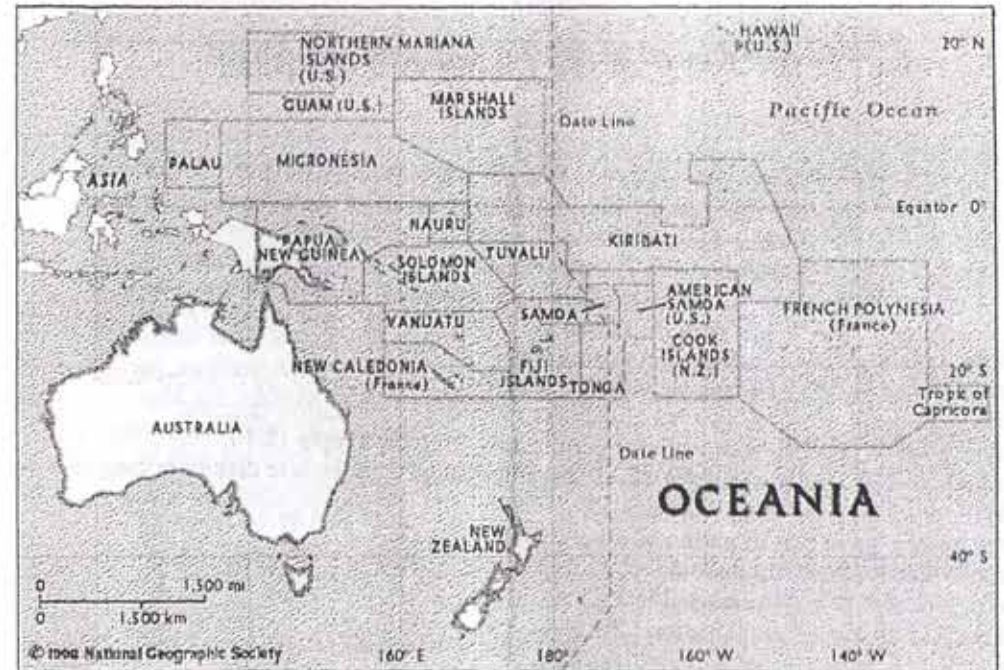 NORTHERN MARIANA
ISLANDS
(U.S.)
HAWAII
(U.S.)
20° N
GUAM (U.S.)
MARSHALL
ISLANDS
Date Line
Pacific Ocean
PALAU
MICRONESIA
ASIA
Equator 0°
NAURU
KIRIBATI
PAPUA
NEW GUINEA
SOLOMON
ISLANDS
TUVALU
SAMOA
AMERICAN
SAMOA
(U.S.)
FRENCH POLYNESIA
(France)
VANUATU
COOK
ISLANDS
(N.Z.)
NEW CALEDONIA
(France)
FIJI
ISLANDS
TONGA
20° S
Tropic of
Capricorn
AUSTRALIA
Date Line
OCEANIA
NEW
ZEALAND
40° S
0 1,500 mi
0 1,500 km
© 1998 National Geographic Society
160° E
180°
160° W
140° W